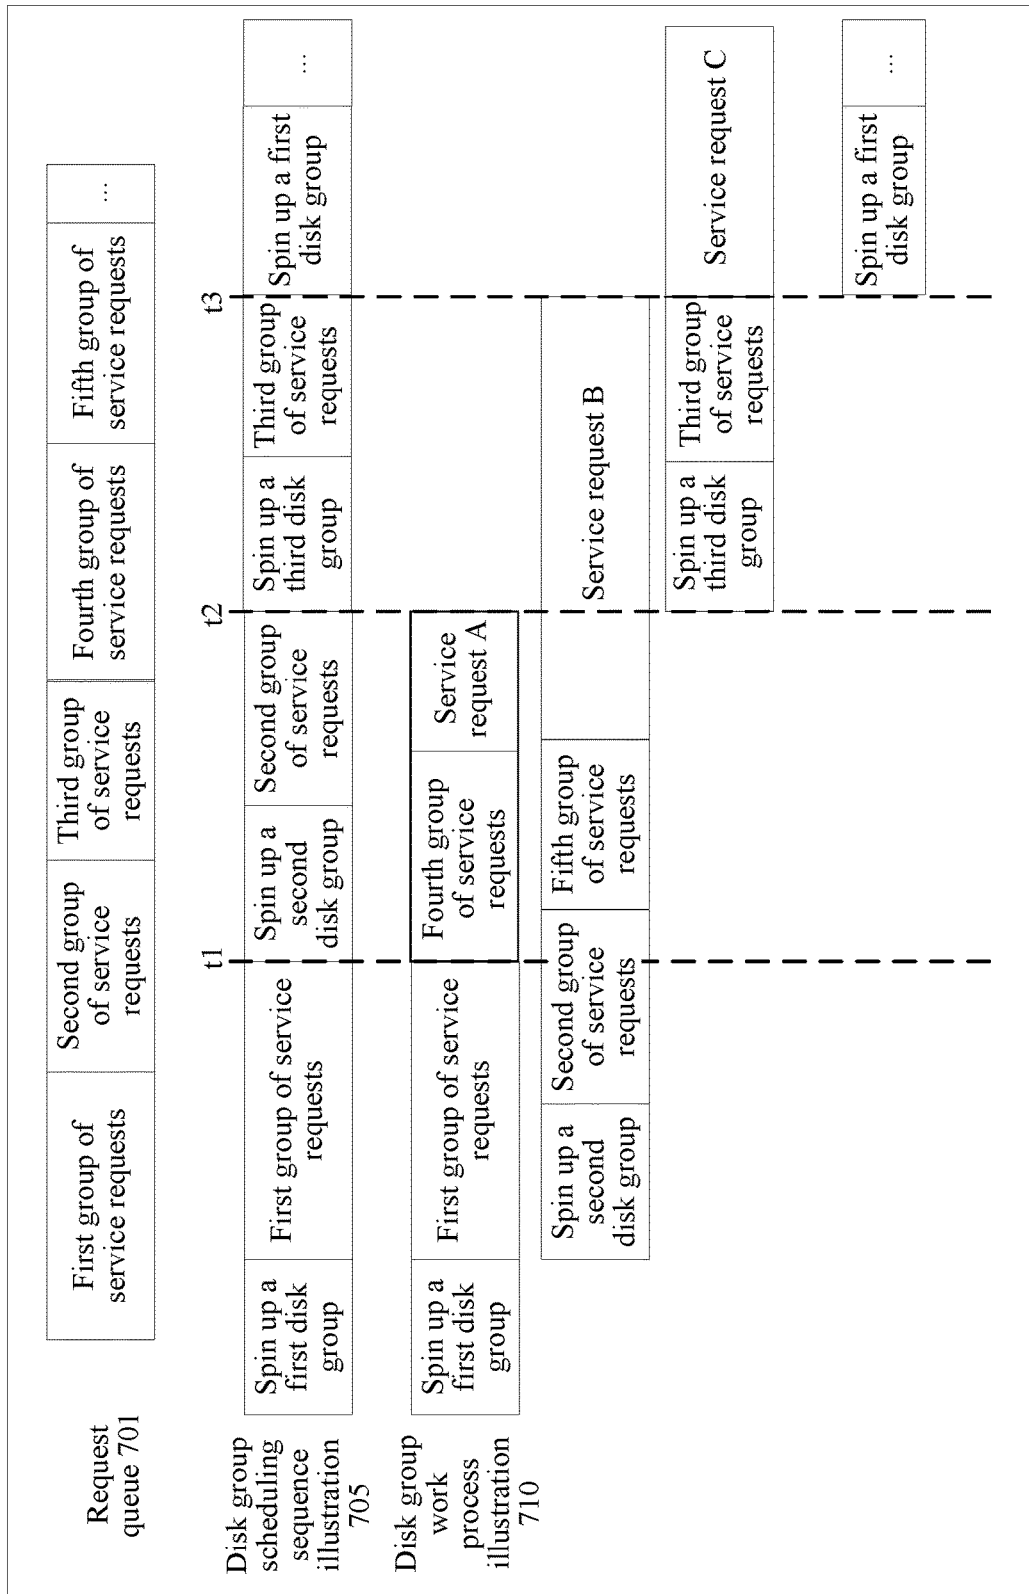 Request
queue 701
First group of
service requests
Second group
of service
requests
Third group
of service
requests
Fourth group of
service requests
Fifth group of
service requests
...
t1
t2
t3
Disk group
scheduling
sequence
illustration
705
Spin up a
first disk
group
First group of service
requests
Spin up a
second
disk group
Second group
of service
requests
Spin up a
third disk
group
Third group
of service
requests
Spin up a first
disk group
...
Disk group
work
process
illustration
710
Spin up a
first disk
group
First group of service
requests
Fourth group
of service
requests
Service
request A
Spin up a
second
disk group
Second group
of service
requests
Fifth group
of service
requests
Service request B
Spin up a
third disk
group
Third group
of service
requests
Service request C
Spin up a first
disk group
...